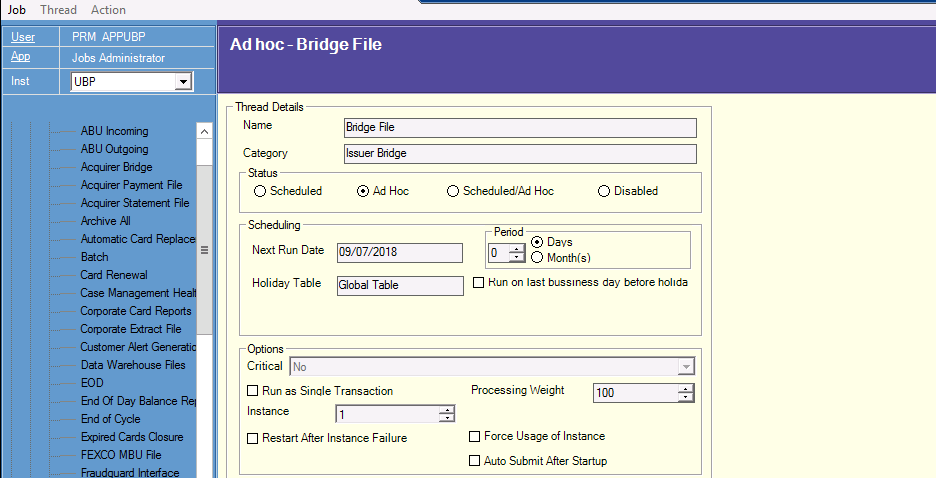 Job Thread Action
User PRM APPUBP
App Jobs Administrator
Inst UBP
ABU Incoming
ABU Outgoing
Acquirer Bridge
Acquirer Payment File
Acquirer Statement File
Archive All
Automatic Card Replace
Batch
Card Renewal
Case Management Healt
Corporate Card Reports
Corporate Extract File
Customer Alert Generatio
Data Warehouse Files
EOD
End Of Day Balance Rep
End of Cycle
Expired Cards Closure
FEXCO MBU File
Fraudguard Interface
Ad hoc - Bridge File
Thread Details
Name Bridge File
Category Issuer Bridge
Status
Scheduled Ad Hoc Scheduled/Ad Hoc Disabled
Scheduling
Next Run Date 09/07/2018
Period
0 Days
Month(s)
Holiday Table Global Table
Run on last bussiness day before holida
Options
Critical No
Run as Single Transaction Processing Weight 100
Instance 1
Restart After Instance Failure Force Usage of Instance
Auto Submit After Startup